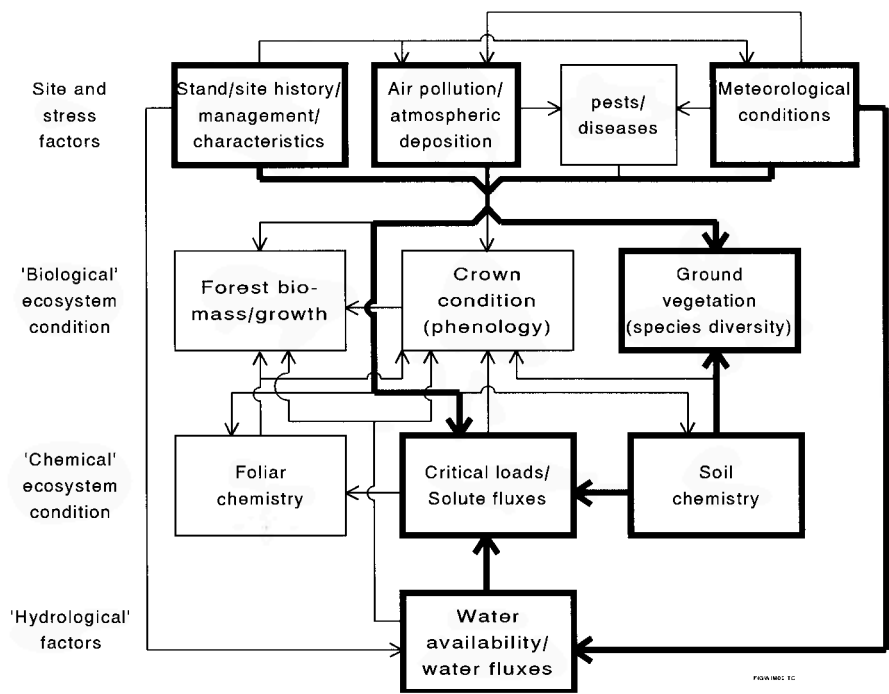 Site and
stress
factors
Stand/site history/
management/
characteristics
Air pollution/
atmospheric
deposition
pests/
diseases
Meteorological
conditions
'Biological'
ecosystem
condition
Forest bio-
mass/growth
Crown
condition
(phenology)
Ground
vegetation
(species diversity)
'Chemical'
ecosystem
condition
Foliar
chemistry
Critical loads/
Solute fluxes
Soil
chemistry
'Hydrological'
factors
Water
availability/
water fluxes